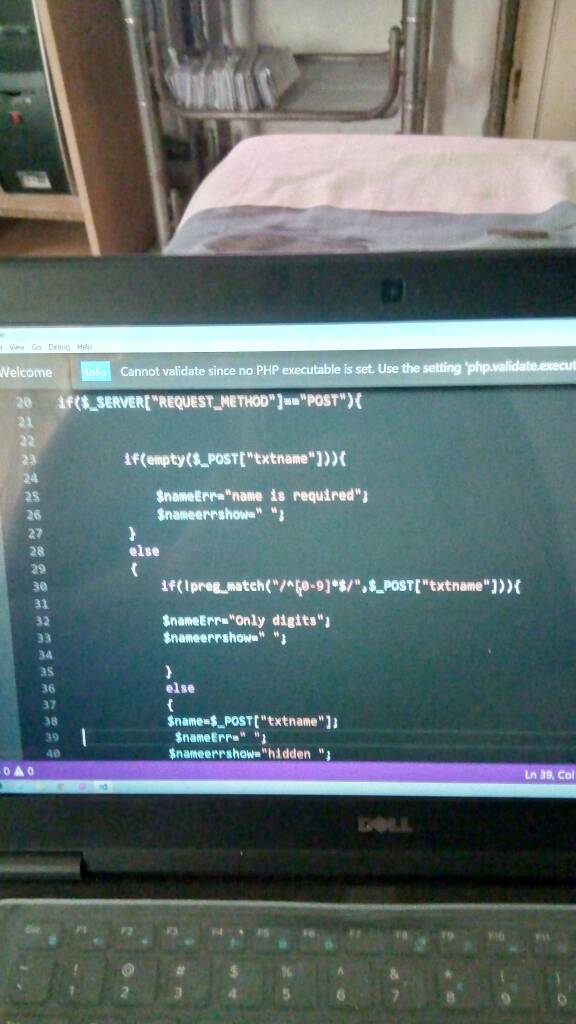 View Go Debug Help
Welcome
Info Cannot validate since no PHP executable is set. Use the setting 'php.validate.execut
20 if($_SERVER["REQUEST_METHOD"]=="POST"){
21
22
23 if(empty($_POST["txtname"])){
24
25 $nameErr="name is required";
26 $nameerrshow=" ";
27 }
28 else
29 {
30 if(!preg_match("/^[0-9]*$/",$_POST["txtname"])){
31
32 $nameErr="Only digits";
33 $nameerrshow=" ";
34
35 }
36 else
37 {
38 $name=$_POST["txtname"];
39 $nameErr=" ";
40 $nameerrshow="hidden ";
0 0
Ln 39, Col
DELL
F1 F2 F3 F4 F5 F6 F7 F8 F9 F10 F11
~ ! @ # $ % ^ & * ( )
1 2 3 4 5 6 7 8 9 0